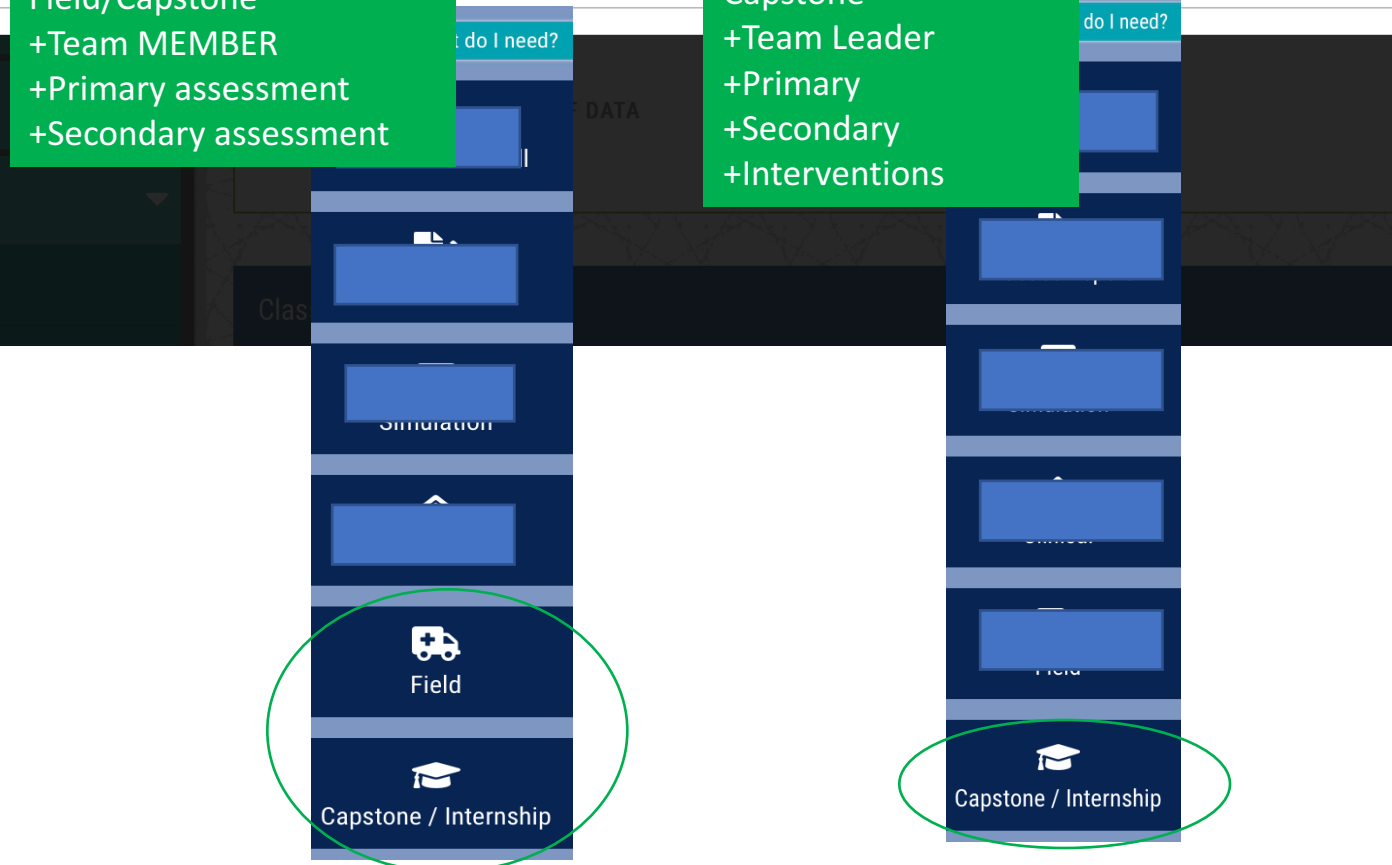 Field/Capstone
+Team MEMBER
+Primary assessment
+Secondary assessment
do I need?
Simulation
Field
Capstone / Internship
Capstone
+Team Leader
+Primary
+Secondary
+Interventions
do I need?
DATA
Clas
Capstone / Internship